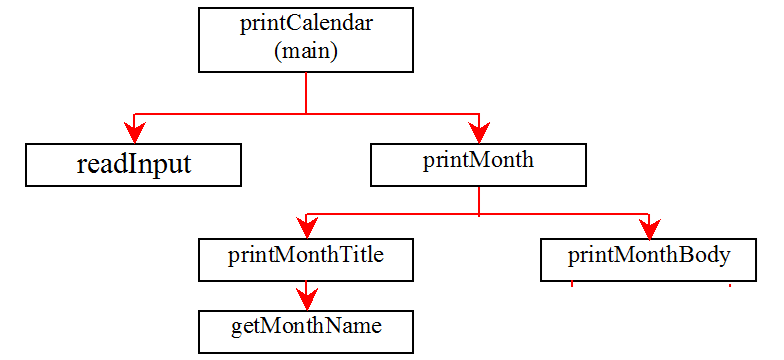 printCalendar
(main)
readInput
printMonth
printMonthTitle
printMonthBody
getMonthName